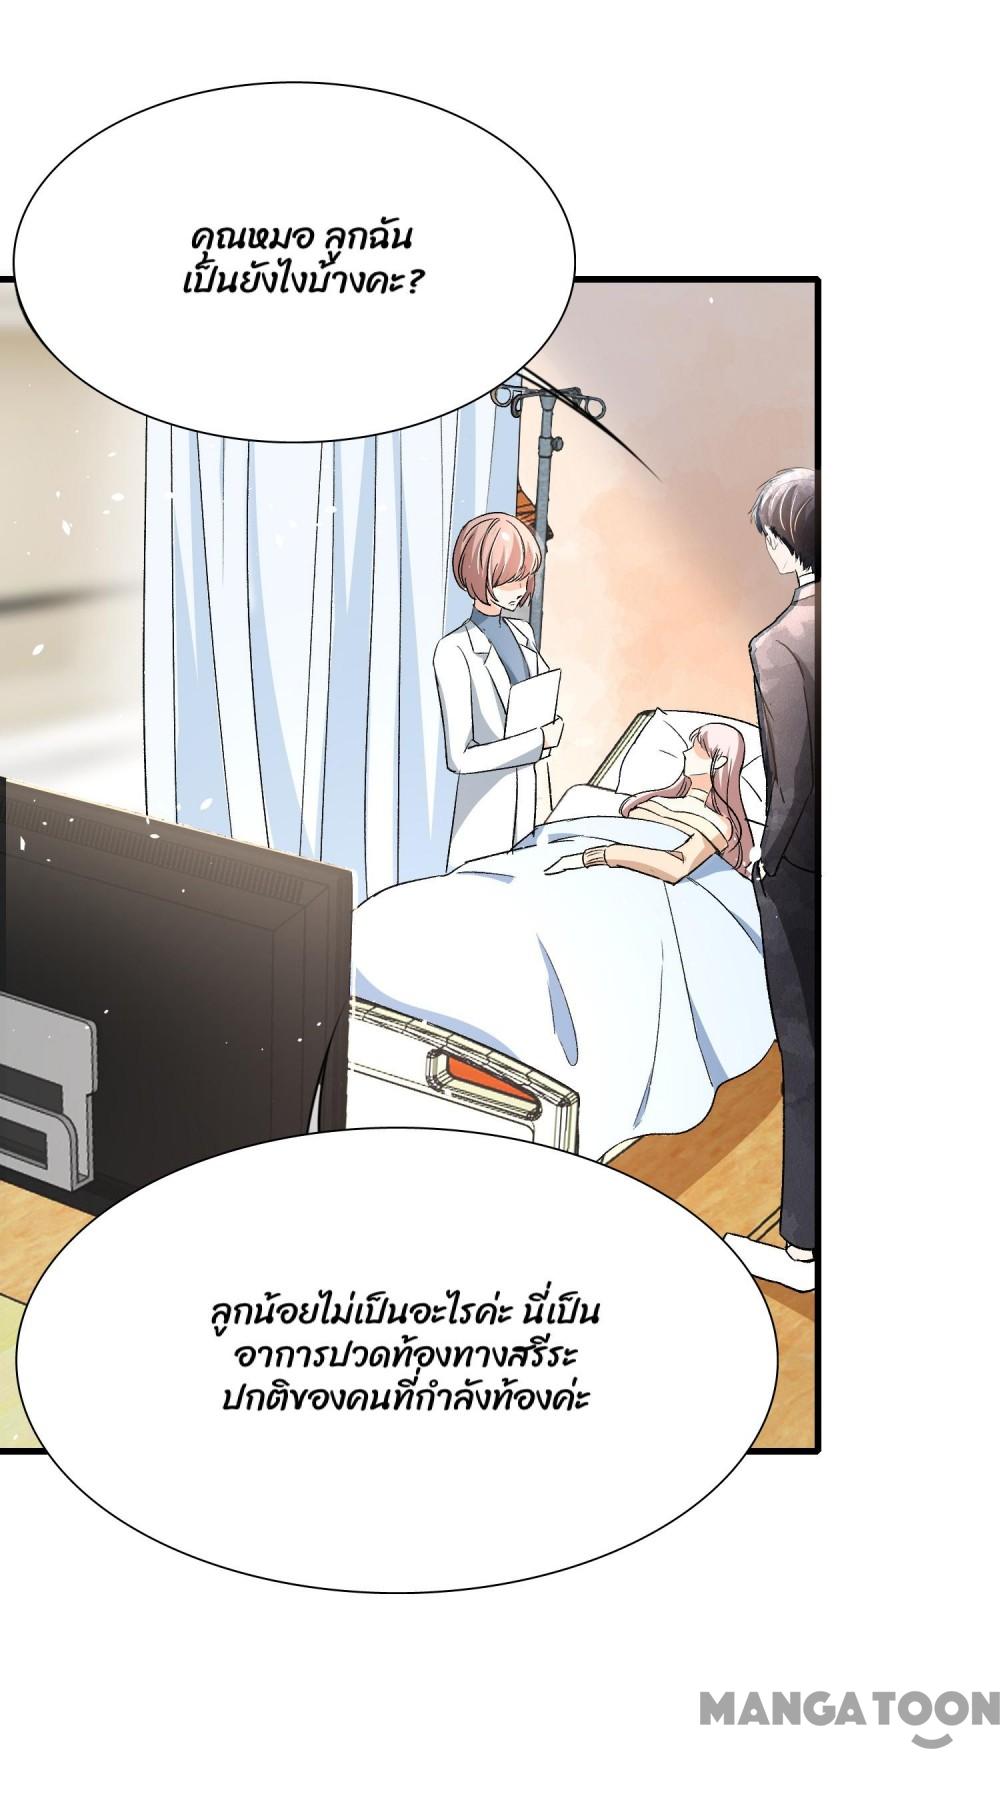 คุณหมอ ลูกฉัน
เป็นยังไงบ้างคะ?
ลูกน้อยไม่เป็นอะไรค่ะ นี่เป็น
อาการปวดท้องทางสรีระ
ปกติของคนที่กำลังท้องค่ะ
MANGATOON